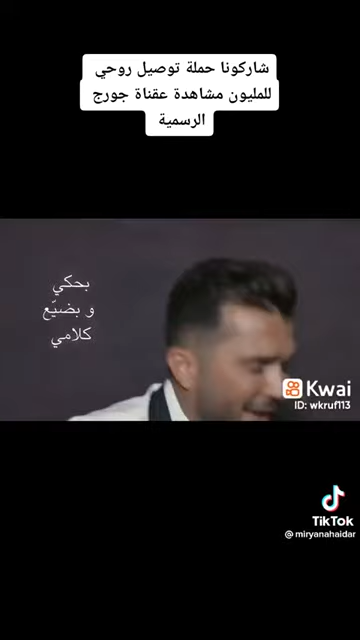 شاركونا حملة توصيل روحي
للمليون مشاهدة عقناة جورج
الرسمية
بحكي
و بضيّع
كلامي
Kwai
ID: wkruf113
TikTok
@miryanahaidar